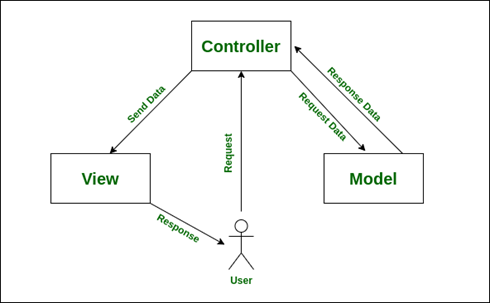 Controller
Send Data
Request
Request Data
Response Data
View
Model
Response
User